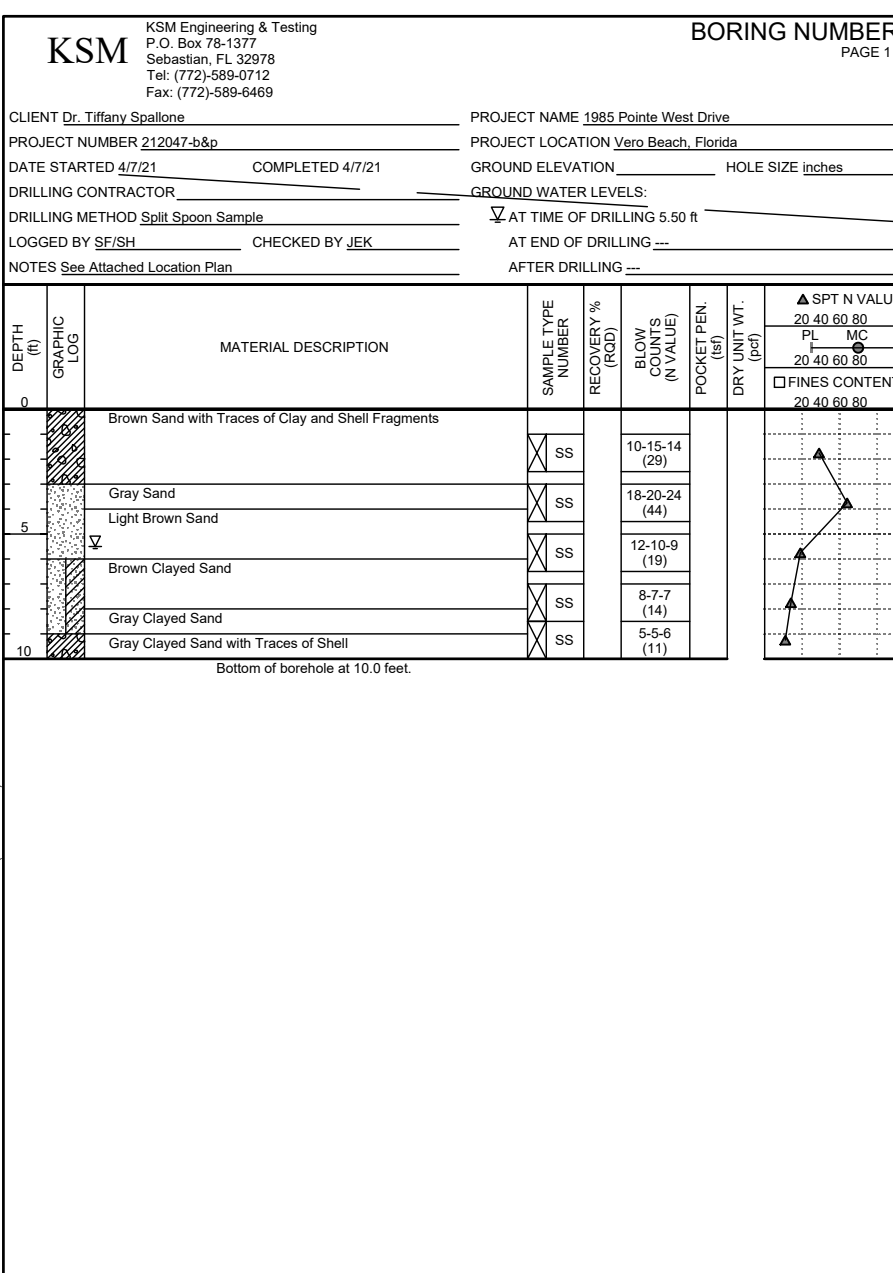 KSM
KSM Engineering & Testing
P.O. Box 78-1377
Sebastian, FL 32978
Tel: (772)-589-0712
Fax: (772)-589-6469
BORING NUMBER
PAGE 1
CLIENT Dr. Tiffany Spallone
PROJECT NAME 1985 Pointe West Drive
PROJECT NUMBER 212047-b&p
PROJECT LOCATION Vero Beach, Florida
DATE STARTED 4/7/21 COMPLETED 4/7/21
GROUND ELEVATION HOLE SIZE inches
DRILLING CONTRACTOR
GROUND WATER LEVELS:
DRILLING METHOD Split Spoon Sample
AT TIME OF DRILLING 5.50 ft
LOGGED BY SF/SH CHECKED BY JEK
AT END OF DRILLING ---
NOTES See Attached Location Plan
AFTER DRILLING ---
DEPTH
(ft)
GRAPHIC
LOG
MATERIAL DESCRIPTION
SAMPLE TYPE
NUMBER
RECOVERY %
(RQD)
BLOW
COUNTS
(N VALUE)
POCKET PEN.
(tsf)
DRY UNIT WT.
(pcf)
▲ SPT N VALU
20 40 60 80
PL MC
20 40 60 80
□ FINES CONTENT
20 40 60 80
0
Brown Sand with Traces of Clay and Shell Fragments
SS
10-15-14
(29)
Gray Sand
SS
18-20-24
(44)
Light Brown Sand
5
SS
12-10-9
(19)
Brown Clayed Sand
SS
8-7-7
(14)
Gray Clayed Sand
Gray Clayed Sand with Traces of Shell
SS
5-5-6
(11)
10
Bottom of borehole at 10.0 feet.